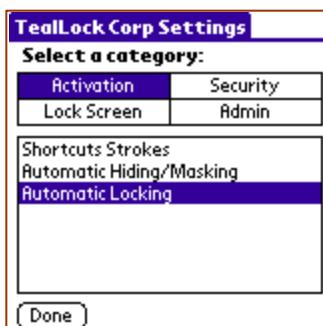 TealLock Corp Settings
Select a category:
Activation Security
Lock Screen Admin
Shortcuts Strokes
Automatic Hiding/Masking
Automatic Locking
Done